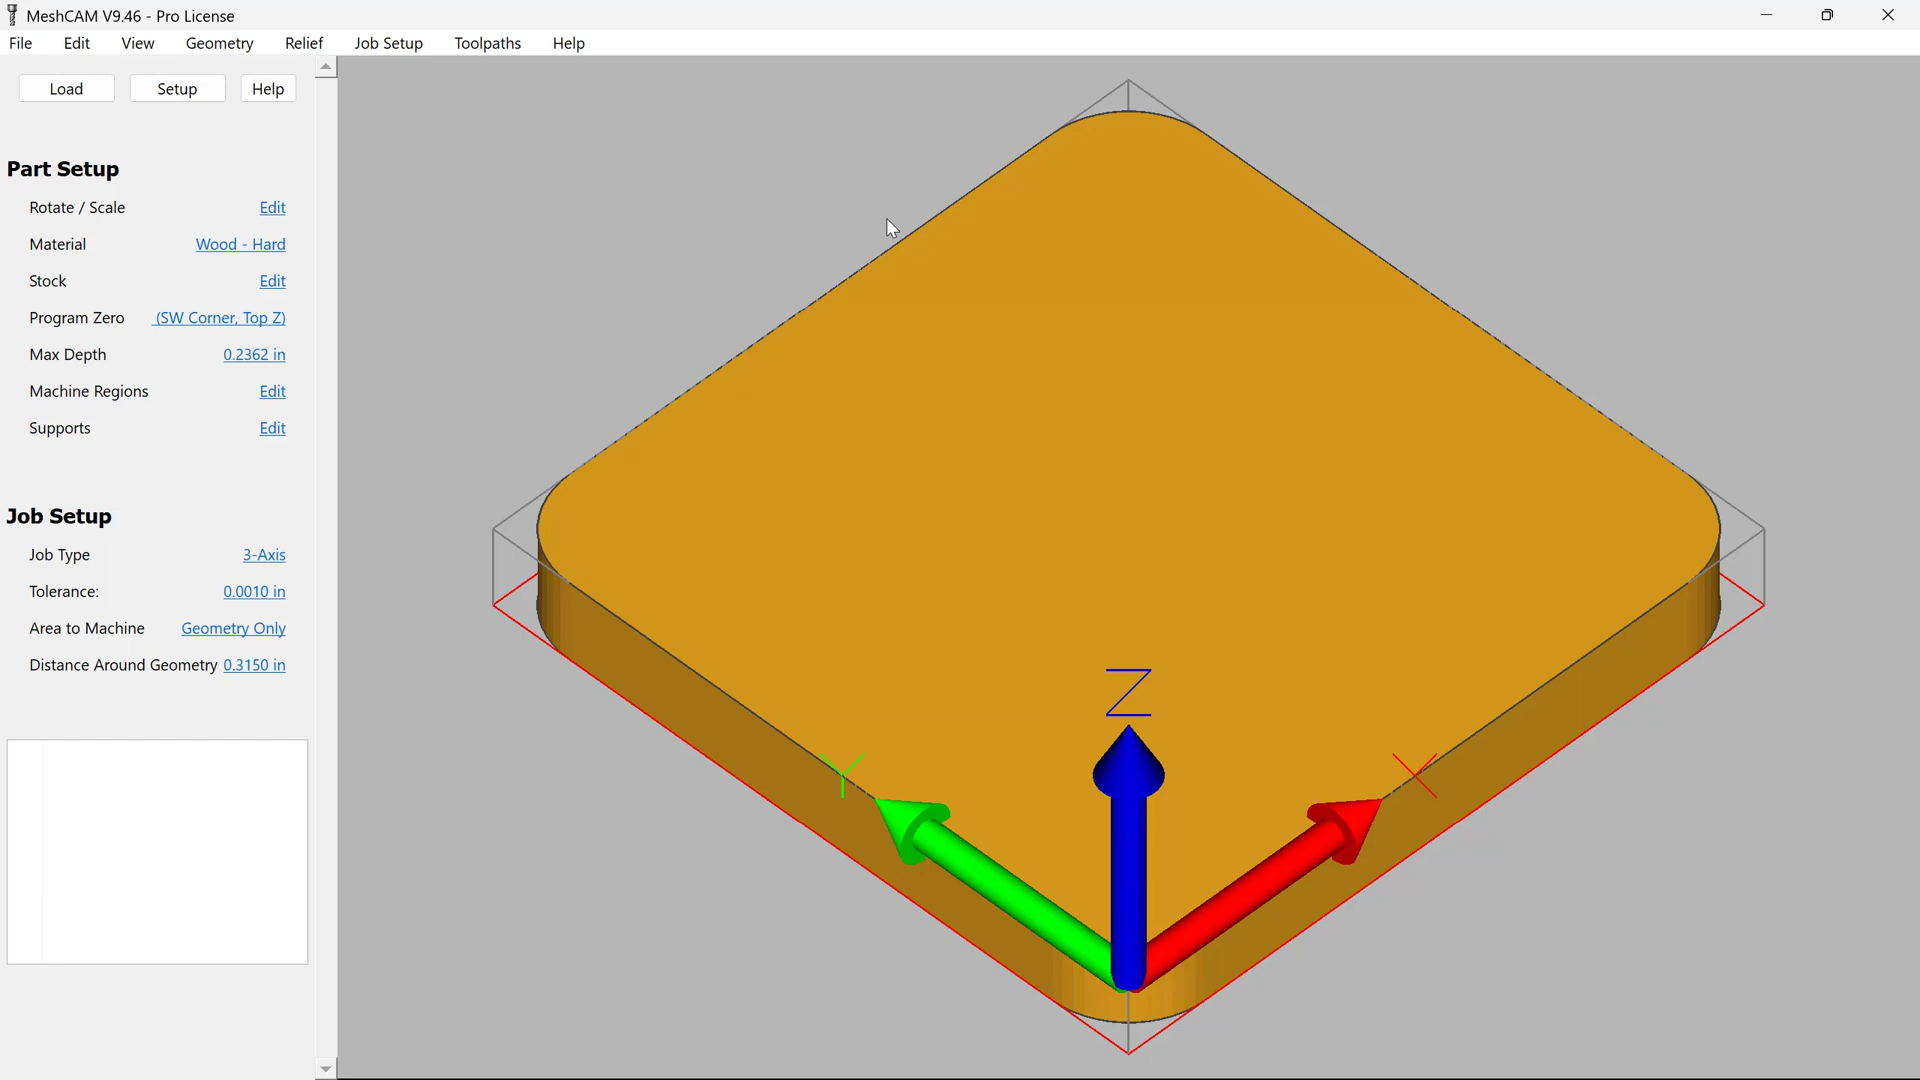 MeshCAM V9.46 - Pro License
File Edit View Geometry Relief Job Setup Toolpaths Help
Load Setup Help
Part Setup
Rotate / Scale Edit
Material Wood - Hard
Stock Edit
Program Zero (SW Corner, Top Z)
Max Depth 0.2362 in
Machine Regions Edit
Supports Edit
Job Setup
Job Type 3-Axis
Tolerance: 0.0010 in
Area to Machine Geometry Only
Distance Around Geometry 0.3150 in
Z
Y
X